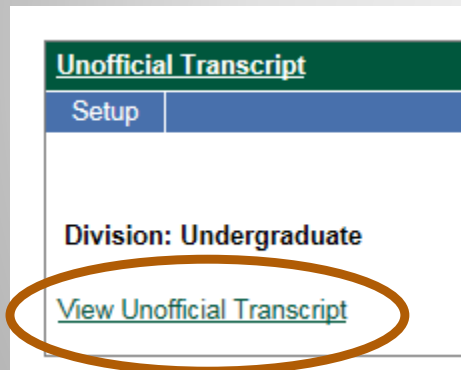 Unofficial Transcript
Setup
Division: Undergraduate
View Unofficial Transcript